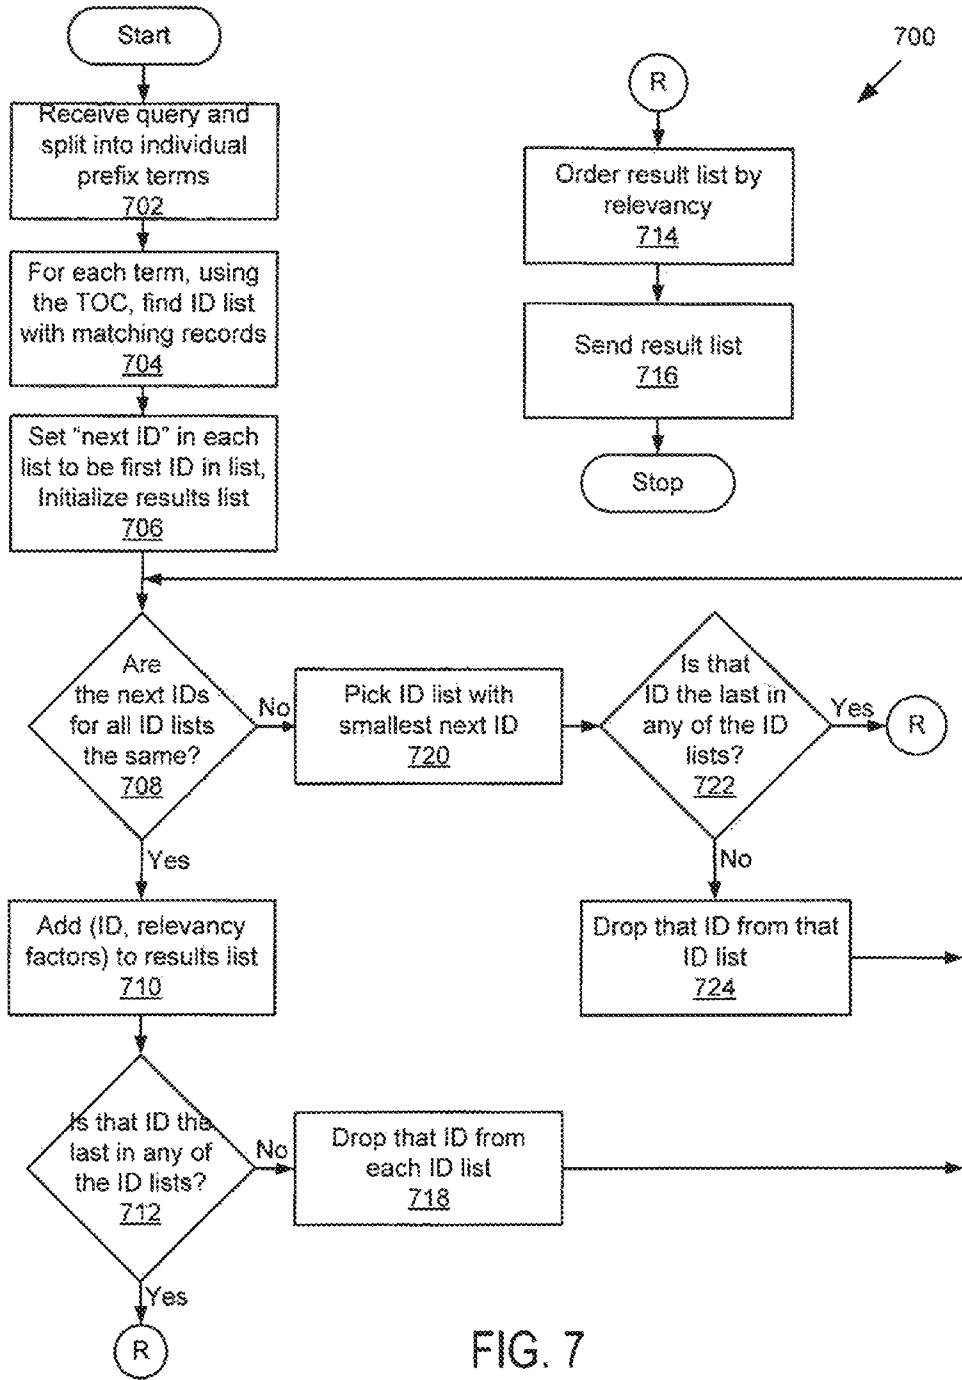 Start
Receive query and
split into individual
prefix terms
702
For each term, using
the TOC, find ID list
with matching records
704
Set "next ID" in each
list to be first ID in list,
Initialize results list
706
700
R
Order result list by
relevancy
714
Send result list
716
Stop
Are
the next IDs
for all ID lists
the same?
708
No
Pick ID list with
smallest next ID
720
Is that
ID the last in
any of the ID
lists?
722
Yes
R
No
Drop that ID from that
ID list
724
Yes
Add (ID, relevancy
factors) to results list
710
Is that ID the
last in any of
the ID lists?
712
No
Drop that ID from
each ID list
718
Yes
R
FIG. 7